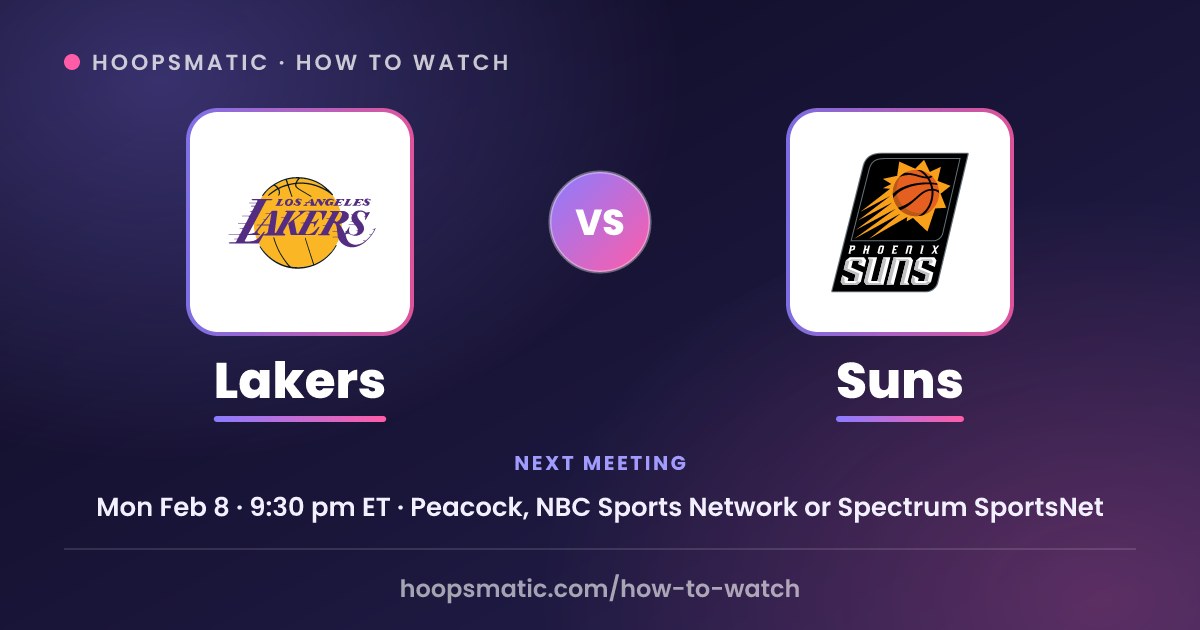 HOOPSMATIC · HOW TO WATCH
LOS ANGELES
LAKERS
VS
PHOENIX
SUNS
Lakers
Suns
NEXT MEETING
Mon Feb 8 · 9:30 pm ET · Peacock, NBC Sports Network or Spectrum SportsNet
hoopsmatic.com/how-to-watch